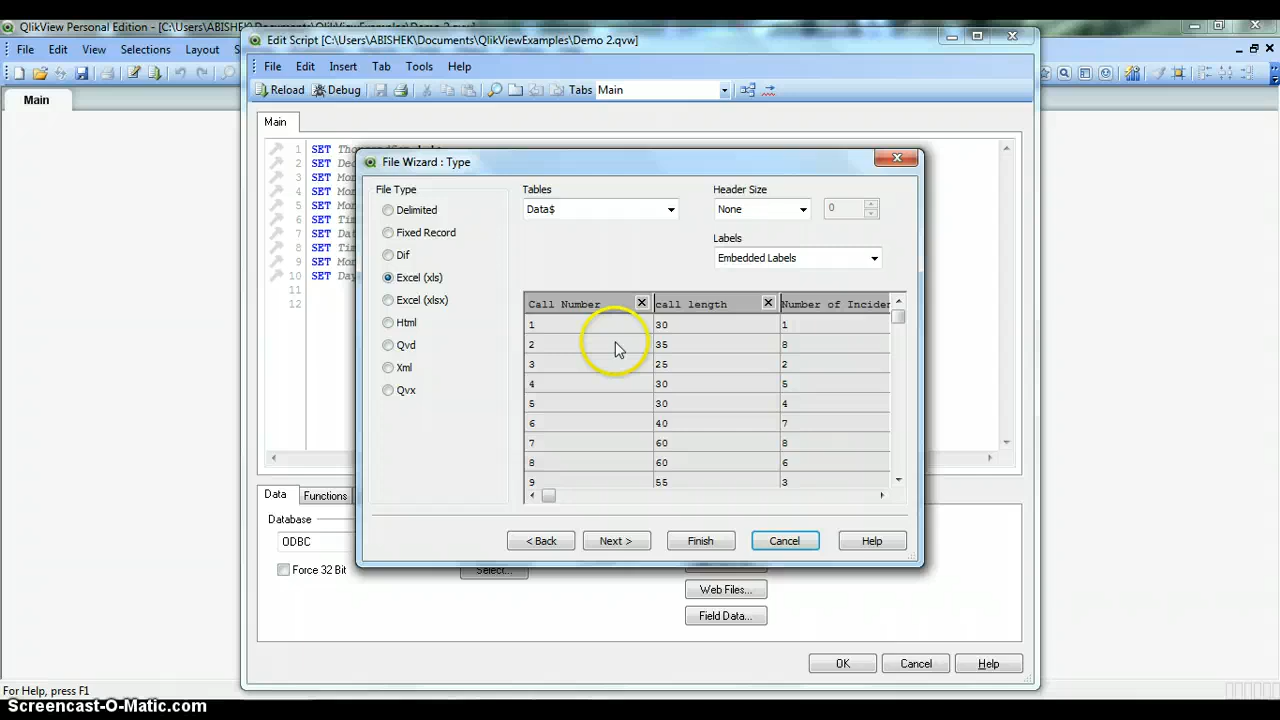 QlikView Personal Edition - [C:\Users\ABISHEK\Documents\QlikViewExamples\Demo 2.qvw]
File Edit View Selections Layout
Main
Edit Script [C:\Users\ABISHEK\Documents\QlikViewExamples\Demo 2.qvw]
File Edit Insert Tab Tools Help
Reload Debug Tabs Main
Main
1 SET
2 SET
3 SET
4 SET
5 SET
6 SET
7 SET
8 SET
9 SET
10 SET
11
12
File Wizard : Type
File Type
Delimited
Fixed Record
Dif
Excel (xls)
Excel (xlsx)
Html
Qvd
Xml
Qvx
Tables
Data$
Header Size
None 0
Labels
Embedded Labels
Call Number call length Number of Inciden
1 30 1
2 35 8
3 25 2
4 30 5
5 30 4
6 40 7
7 60 8
8 60 6
9 55 3
< Back Next > Finish Cancel Help
Data Functions
Database
ODBC
Force 32 Bit
Select...
Web Files...
Field Data...
OK Cancel Help
For Help, press F1
Screencast-O-Matic.com